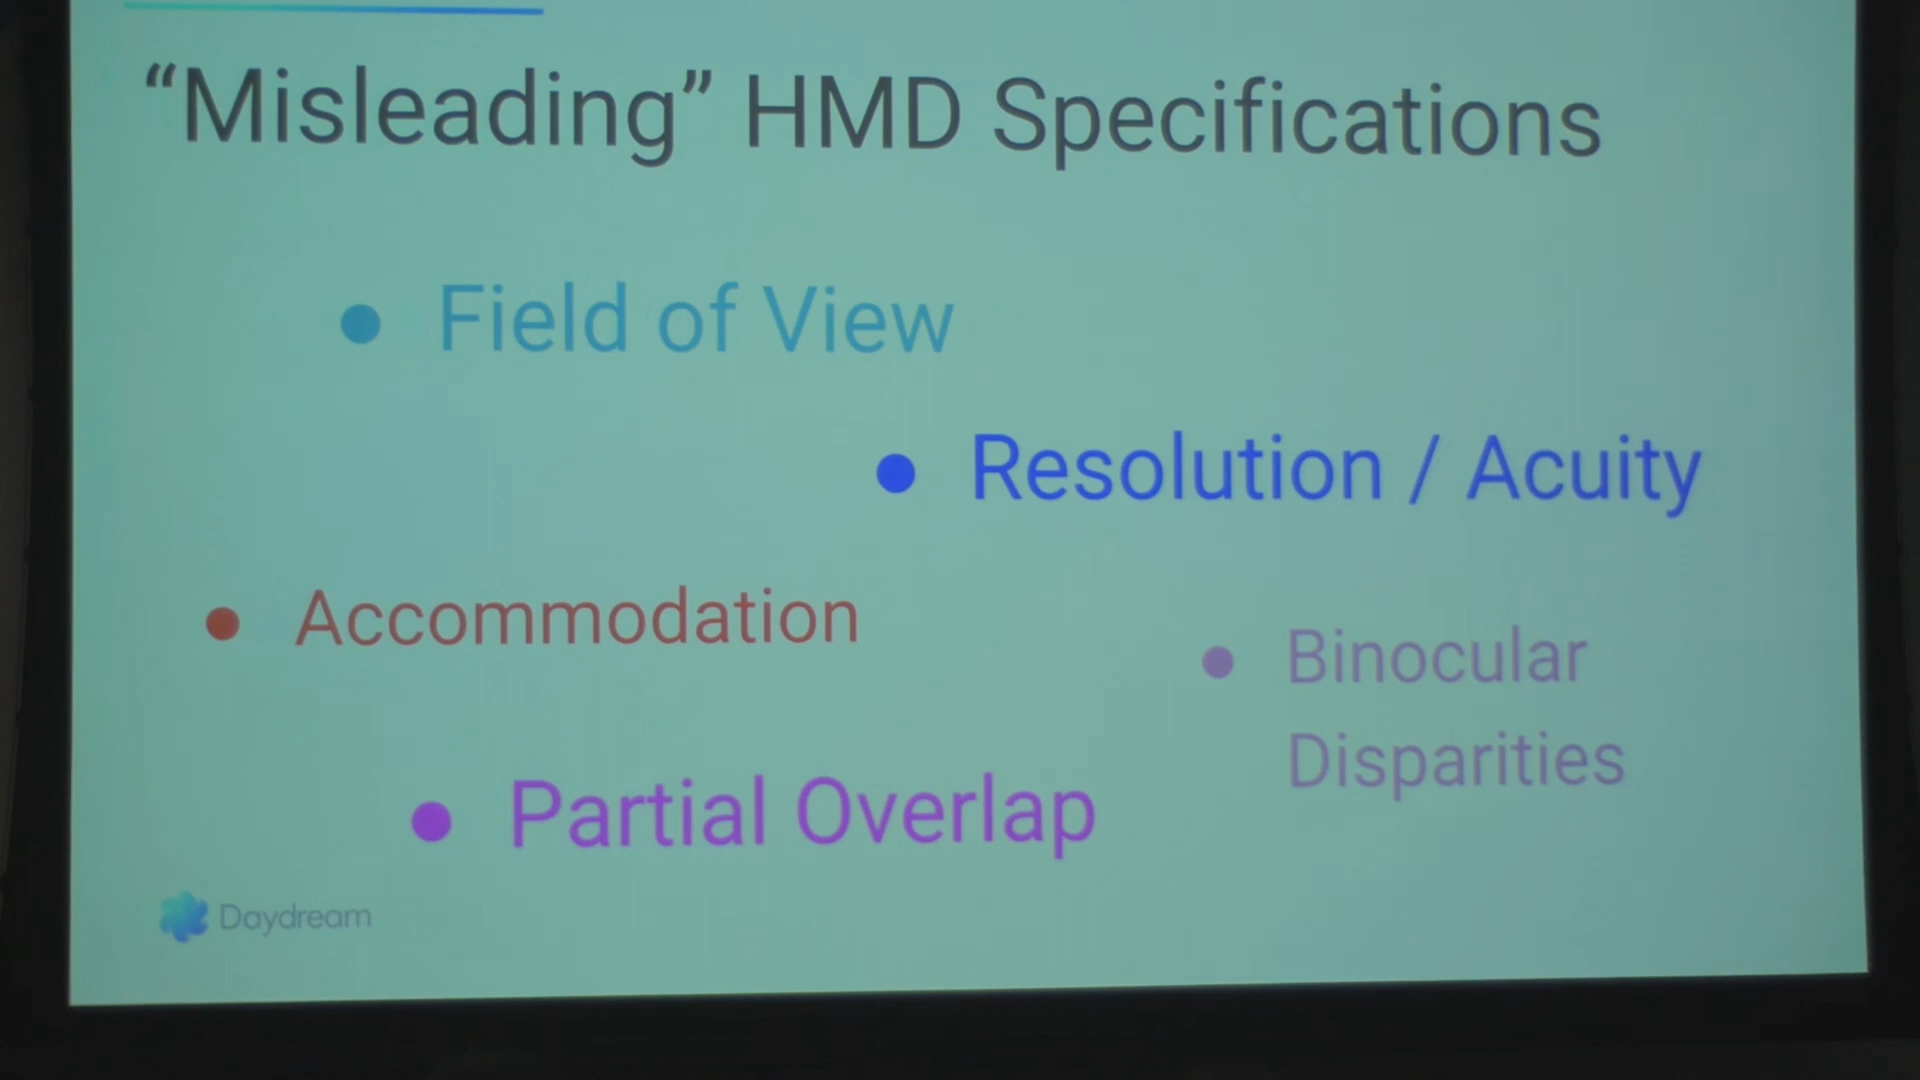 “Misleading” HMD Specifications
• Field of View
• Resolution / Acuity
• Accommodation
• Binocular
Disparities
• Partial Overlap
Daydream